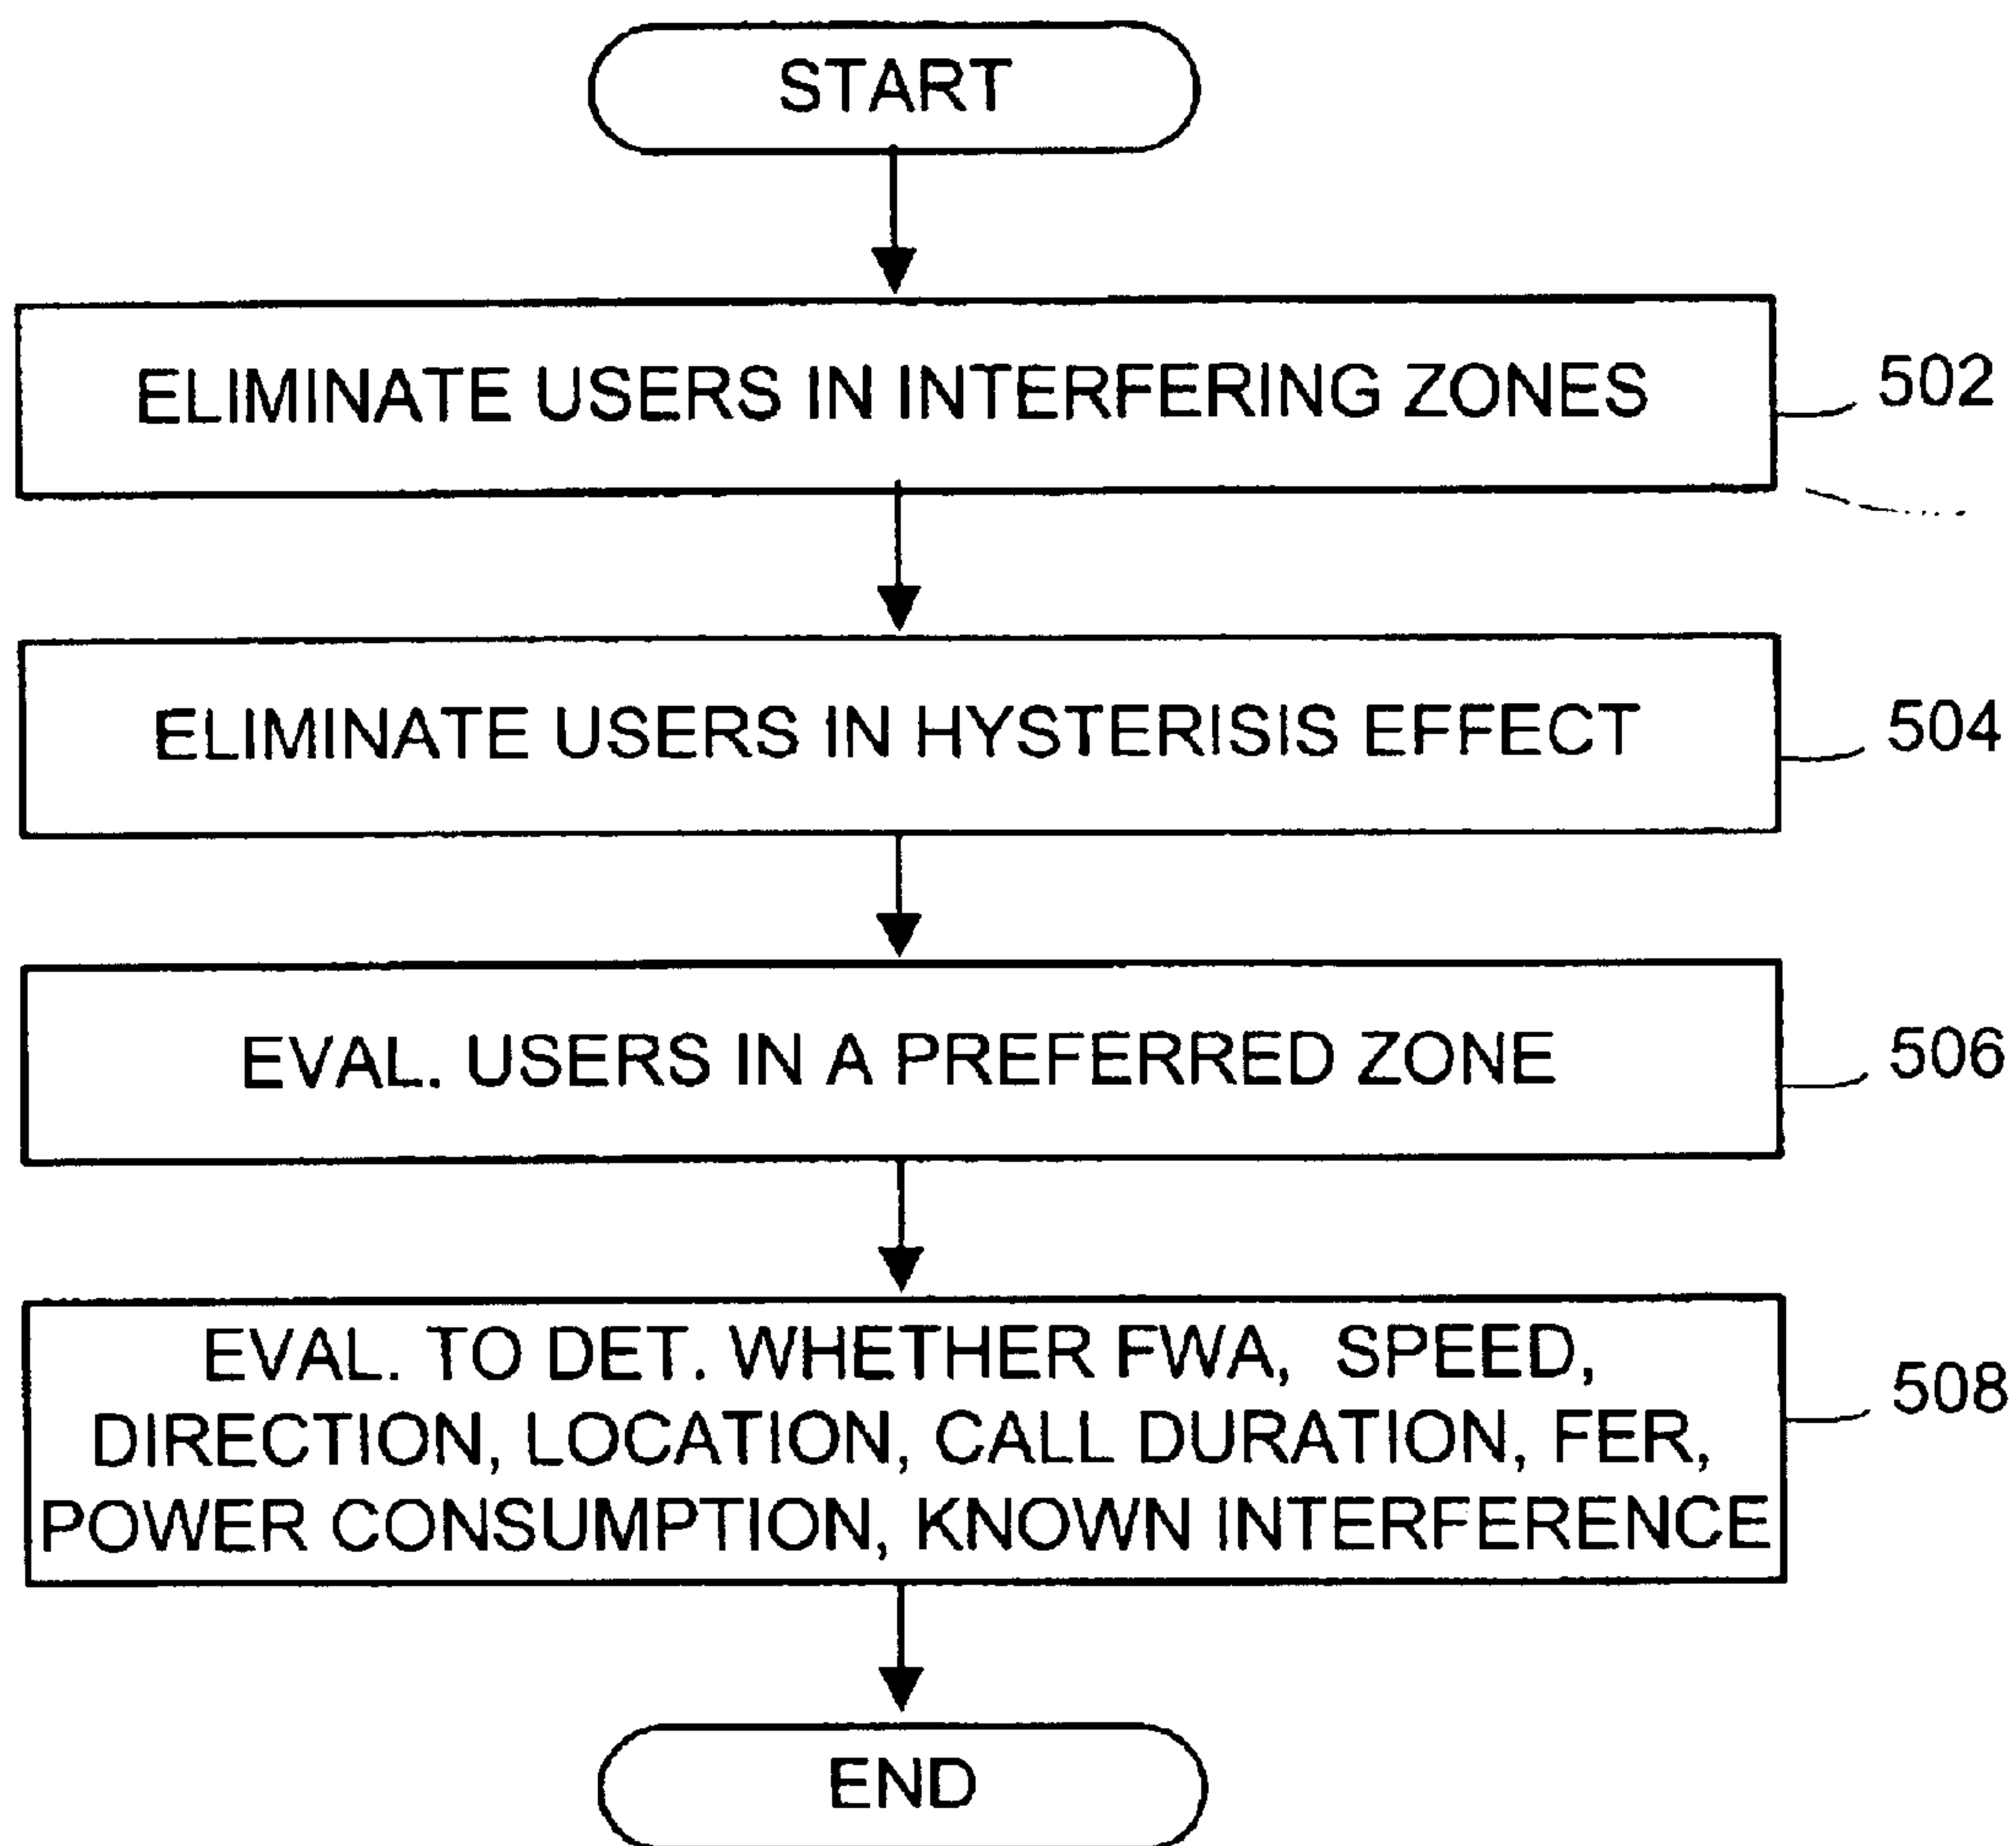 START
ELIMINATE USERS IN INTERFERING ZONES
502
ELIMINATE USERS IN HYSTERISIS EFFECT
504
EVAL. USERS IN A PREFERRED ZONE
506
EVAL. TO DET. WHETHER FWA, SPEED,
DIRECTION, LOCATION, CALL DURATION, FER,
POWER CONSUMPTION, KNOWN INTERFERENCE
508
END